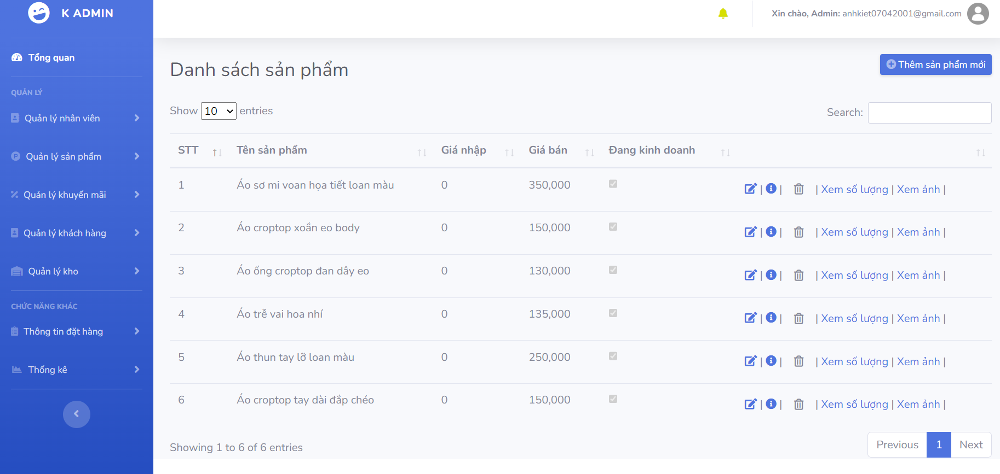 K ADMIN
Xin chào, Admin: anhkiet07042001@gmail.com
Tổng quan
QUẢN LÝ
Quản lý nhân viên
Quản lý sản phẩm
Quản lý khuyến mãi
Quản lý khách hàng
Quản lý kho
CHỨC NĂNG KHÁC
Thông tin đặt hàng
Thống kê
Danh sách sản phẩm
Thêm sản phẩm mới
Show 10 entries
Search:
STT Tên sản phẩm Giá nhập Giá bán Đang kinh doanh
1 Áo sơ mi voan họa tiết loan màu 0 350,000 | | | Xem số lượng | Xem ảnh |
2 Áo croptop xoắn eo body 0 150,000 | | | Xem số lượng | Xem ảnh |
3 Áo ống croptop đan dây eo 0 130,000 | | | Xem số lượng | Xem ảnh |
4 Áo trễ vai hoa nhí 0 135,000 | | | Xem số lượng | Xem ảnh |
5 Áo thun tay lỡ loan màu 0 250,000 | | | Xem số lượng | Xem ảnh |
6 Áo croptop tay dài đắp chéo 0 150,000 | | | Xem số lượng | Xem ảnh |
Showing 1 to 6 of 6 entries
Previous 1 Next